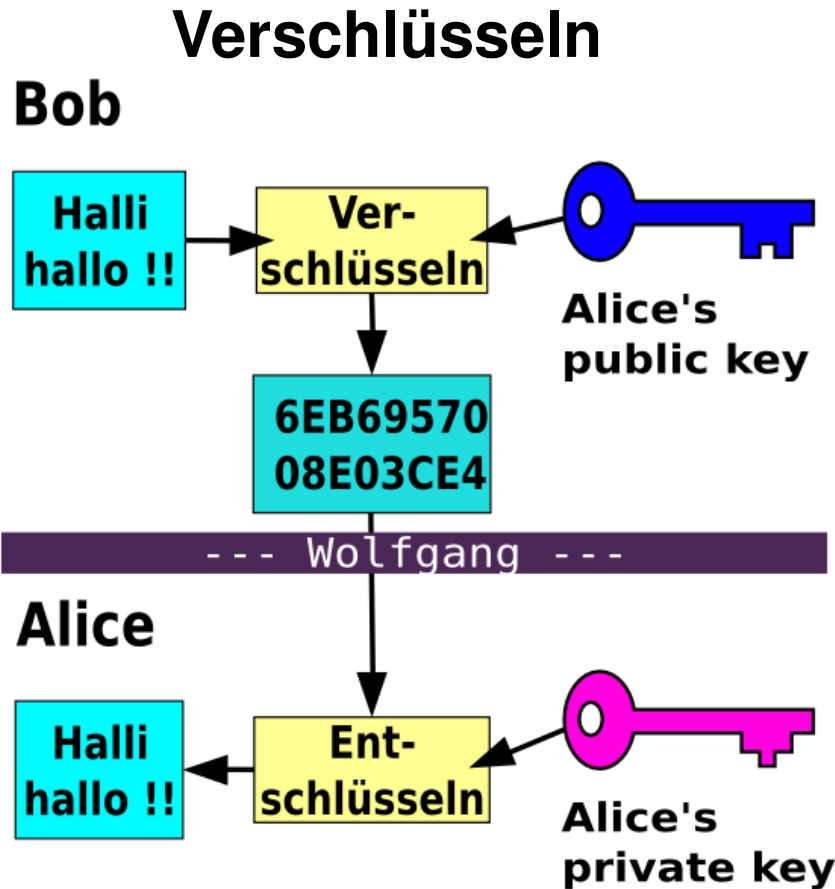 Verschlüsseln
Bob
Halli
hallo !!
Ver-
schlüsseln
Alice's
public key
6EB69570
08E03CE4
--- Wolfgang ---
Alice
Halli
hallo !!
Ent-
schlüsseln
Alice's
private key